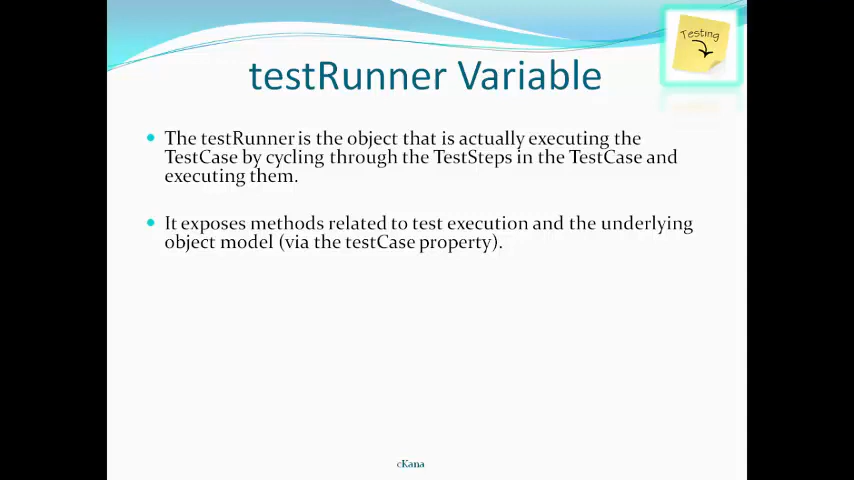 Testing
testRunner Variable
The testRunner is the object that is actually executing the
TestCase by cycling through the TestSteps in the TestCase and
executing them.
It exposes methods related to test execution and the underlying
object model (via the testCase property).
cKana